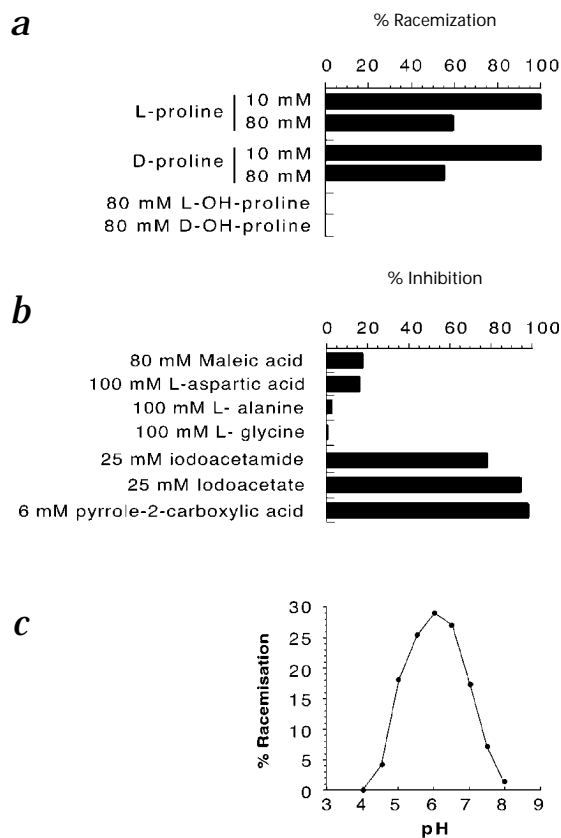 a
% Racemization
0 20 40 60 80 100
L-proline
10 mM
80 mM
D-proline
10 mM
80 mM
80 mM L-OH-proline
80 mM D-OH-proline
b
% Inhibition
0 20 40 60 80 100
80 mM Maleic acid
100 mM L-aspartic acid
100 mM L- alanine
100 mM L- glycine
25 mM iodoacetamide
25 mM Iodoacetate
6 mM pyrrole-2-carboxylic acid
c
% Racemisation
30
25
20
15
10
5
0
3 4 5 6 7 8 9
pH